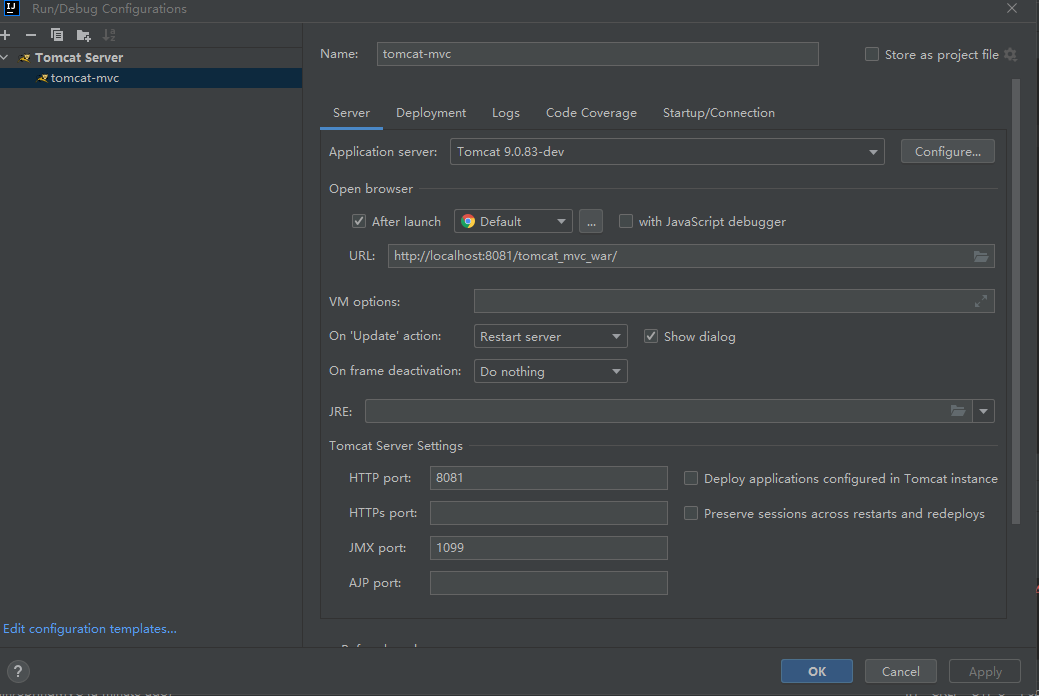 IJ Run/Debug Configurations
Tomcat Server
tomcat-mvc
Name: tomcat-mvc Store as project file
Server Deployment Logs Code Coverage Startup/Connection
Application server: Tomcat 9.0.83-dev Configure...
Open browser
After launch Default ... with JavaScript debugger
URL: http://localhost:8081/tomcat_mvc_war/
VM options:
On 'Update' action: Restart server Show dialog
On frame deactivation: Do nothing
JRE:
Tomcat Server Settings
HTTP port: 8081 Deploy applications configured in Tomcat instance
HTTPs port: Preserve sessions across restarts and redeploys
JMX port: 1099
AJP port:
Edit configuration templates...
? OK Cancel Apply